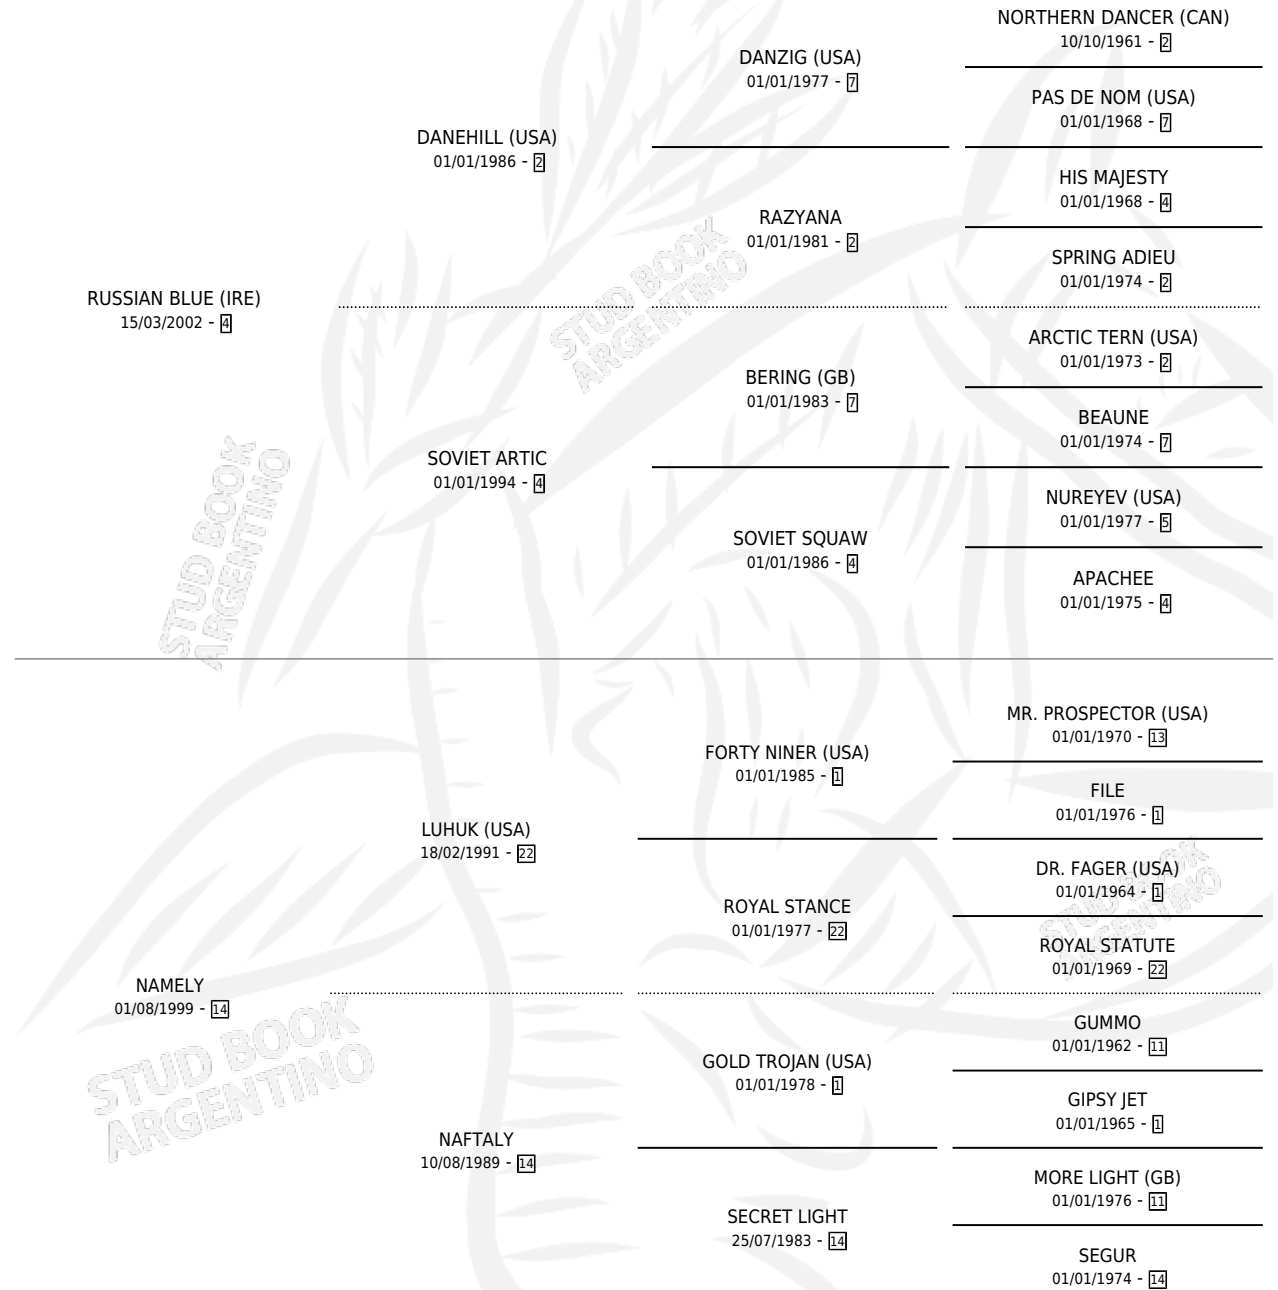 NORTHERN DANCER (CAN)
10/10/1961 - 2
DANZIG (USA)
01/01/1977 - 7
PAS DE NOM (USA)
01/01/1968 - 7
DANEHILL (USA)
01/01/1986 - 2
HIS MAJESTY
01/01/1968 - 4
RAZYANA
01/01/1981 - 2
SPRING ADIEU
01/01/1974 - 2
RUSSIAN BLUE (IRE)
15/03/2002 - 4
STUD BOOK
ARGENTINO
ARCTIC TERN (USA)
01/01/1973 - 2
BERING (GB)
01/01/1983 - 7
BEAUNE
01/01/1974 - 7
SOVIET ARTIC
01/01/1994 - 4
NUREYEV (USA)
01/01/1977 - 5
SOVIET SQUAW
01/01/1986 - 4
APACHEE
01/01/1975 - 4
STUD BOOK
ARGENTINO
MR. PROSPECTOR (USA)
01/01/1970 - 13
FORTY NINER (USA)
01/01/1985 - 1
FILE
01/01/1976 - 1
LUHUK (USA)
18/02/1991 - 22
DR. FAGER (USA)
01/01/1964 - 1
STUD BOOK
ARGENTINO
ROYAL STANCE
01/01/1977 - 22
ROYAL STATUTE
01/01/1969 - 22
NAMELY
01/08/1999 - 14
GUMMO
01/01/1962 - 11
GOLD TROJAN (USA)
01/01/1978 - 1
GIPSY JET
01/01/1965 - 1
STUD BOOK
ARGENTINO
NAFTALY
10/08/1989 - 14
MORE LIGHT (GB)
01/01/1976 - 11
SECRET LIGHT
25/07/1983 - 14
SEGUR
01/01/1974 - 14